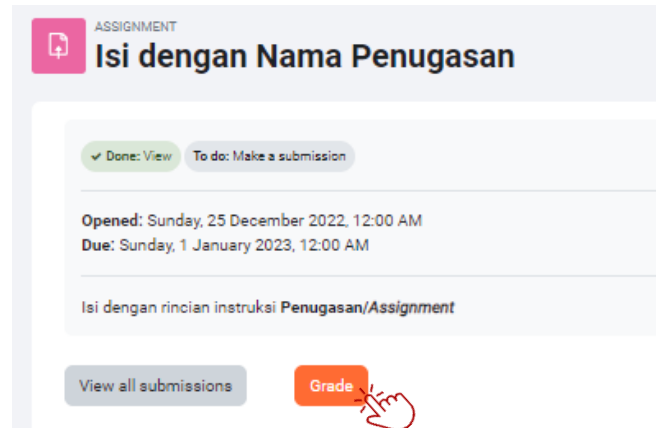 ASSIGNMENT
Isi dengan Nama Penugasan
✓ Done: View To do: Make a submission
Opened: Sunday, 25 December 2022, 12:00 AM
Due: Sunday, 1 January 2023, 12:00 AM
Isi dengan rincian instruksi Penugasan/Assignment
View all submissions Grade